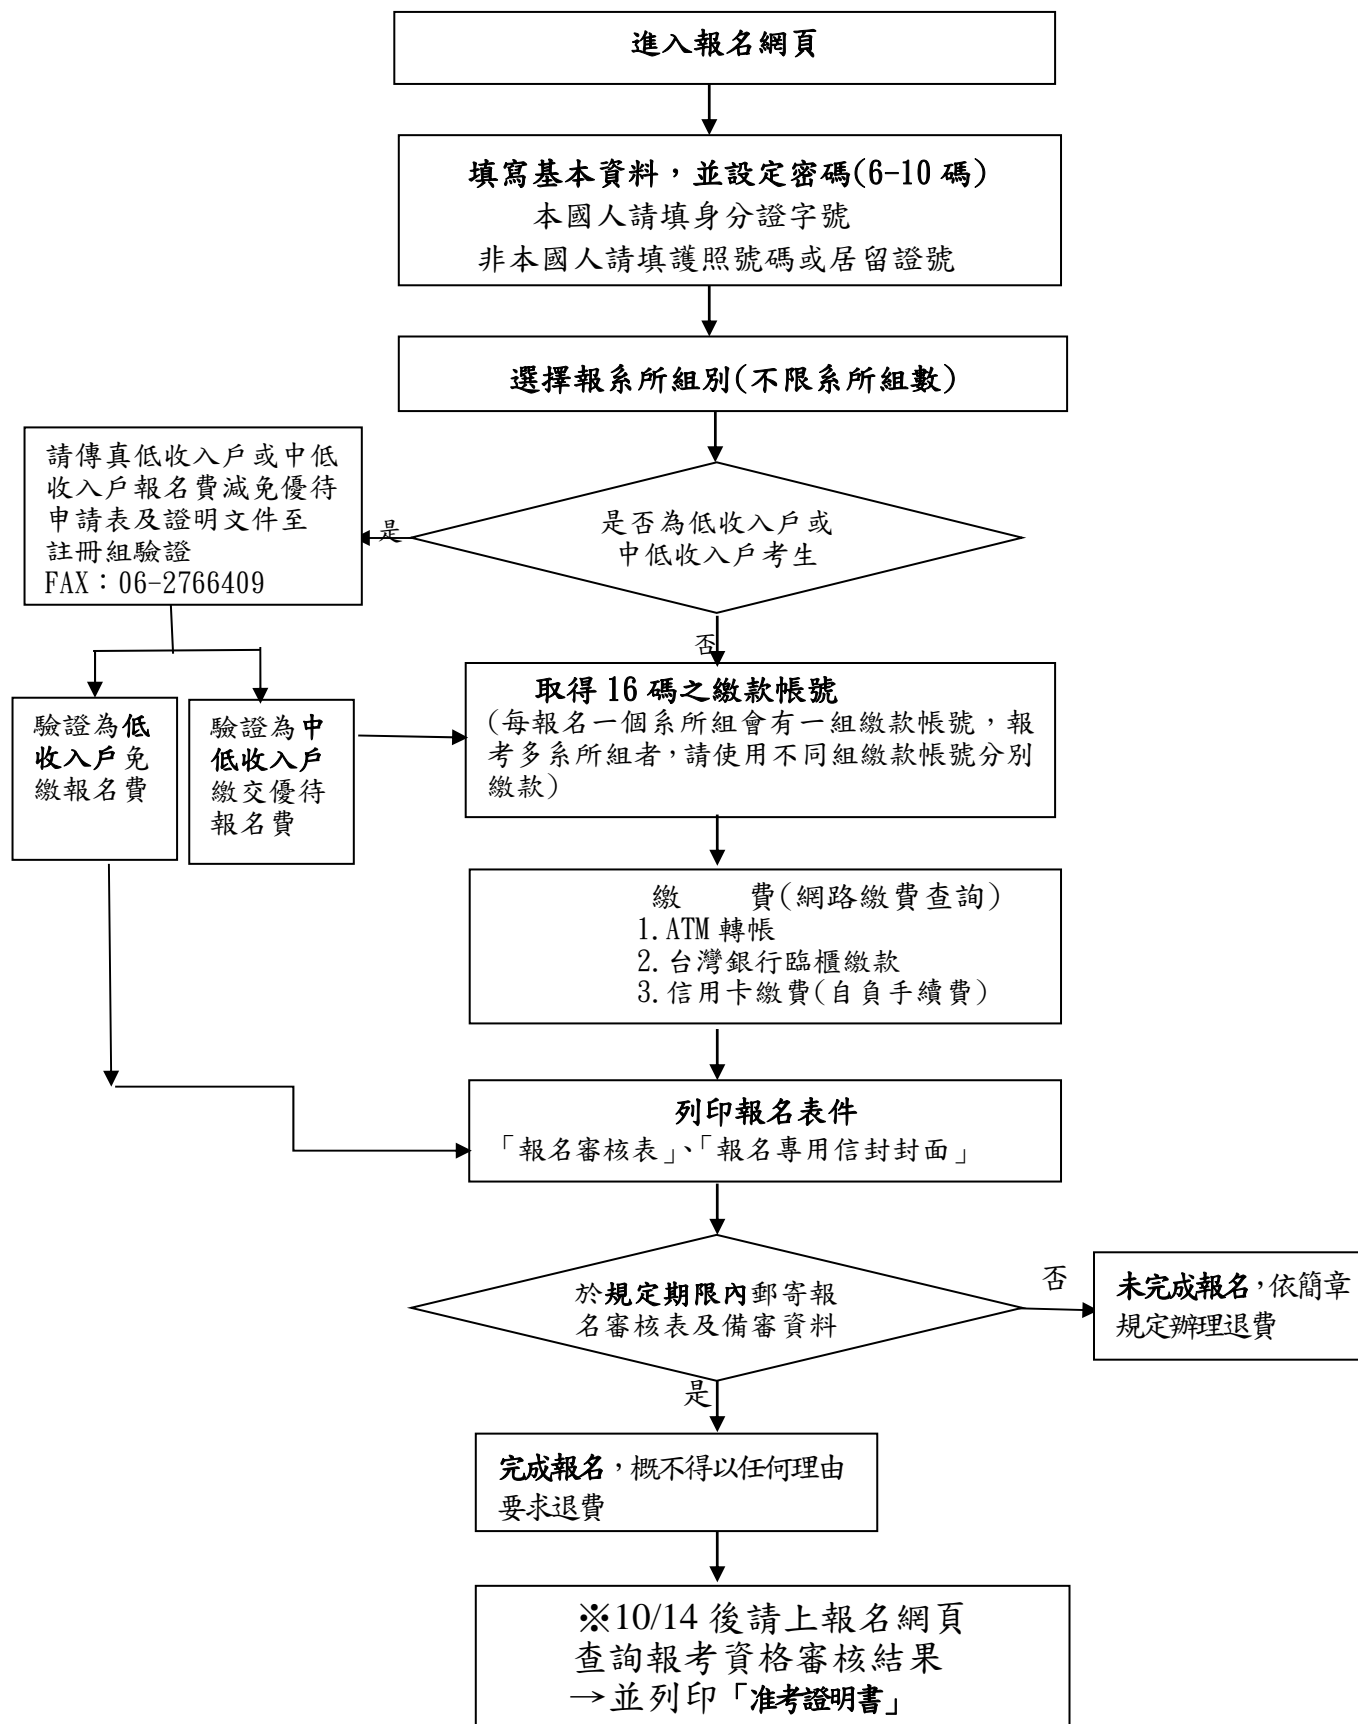 進入報名網頁
填寫基本資料，並設定密碼(6-10 碼)
本國人請填身分證字號
非本國人請填護照號碼或居留證號
選擇報系所組別(不限系所組數)
請傳真低收入戶或中低
收入戶報名費減免優待
申請表及證明文件至
註冊組驗證
FAX：06-2766409
是否為低收入戶或
中低收入戶考生
是
否
驗證為低
收入戶免
繳報名費
驗證為中
低收入戶
繳交優待
報名費
取得 16 碼之繳款帳號
(每報名一個系所組會有一組繳款帳號，報
考多系所組者，請使用不同組繳款帳號分別
繳款)
繳　　費(網路繳費查詢)
1. ATM 轉帳
2. 台灣銀行臨櫃繳款
3. 信用卡繳費(自負手續費)
列印報名表件
「報名審核表」、「報名專用信封封面」
於規定期限內郵寄報
名審核表及備審資料
否
未完成報名，依簡章
規定辦理退費
是
完成報名，概不得以任何理由
要求退費
※10/14 後請上報名網頁
查詢報考資格審核結果
→並列印「准考證明書」